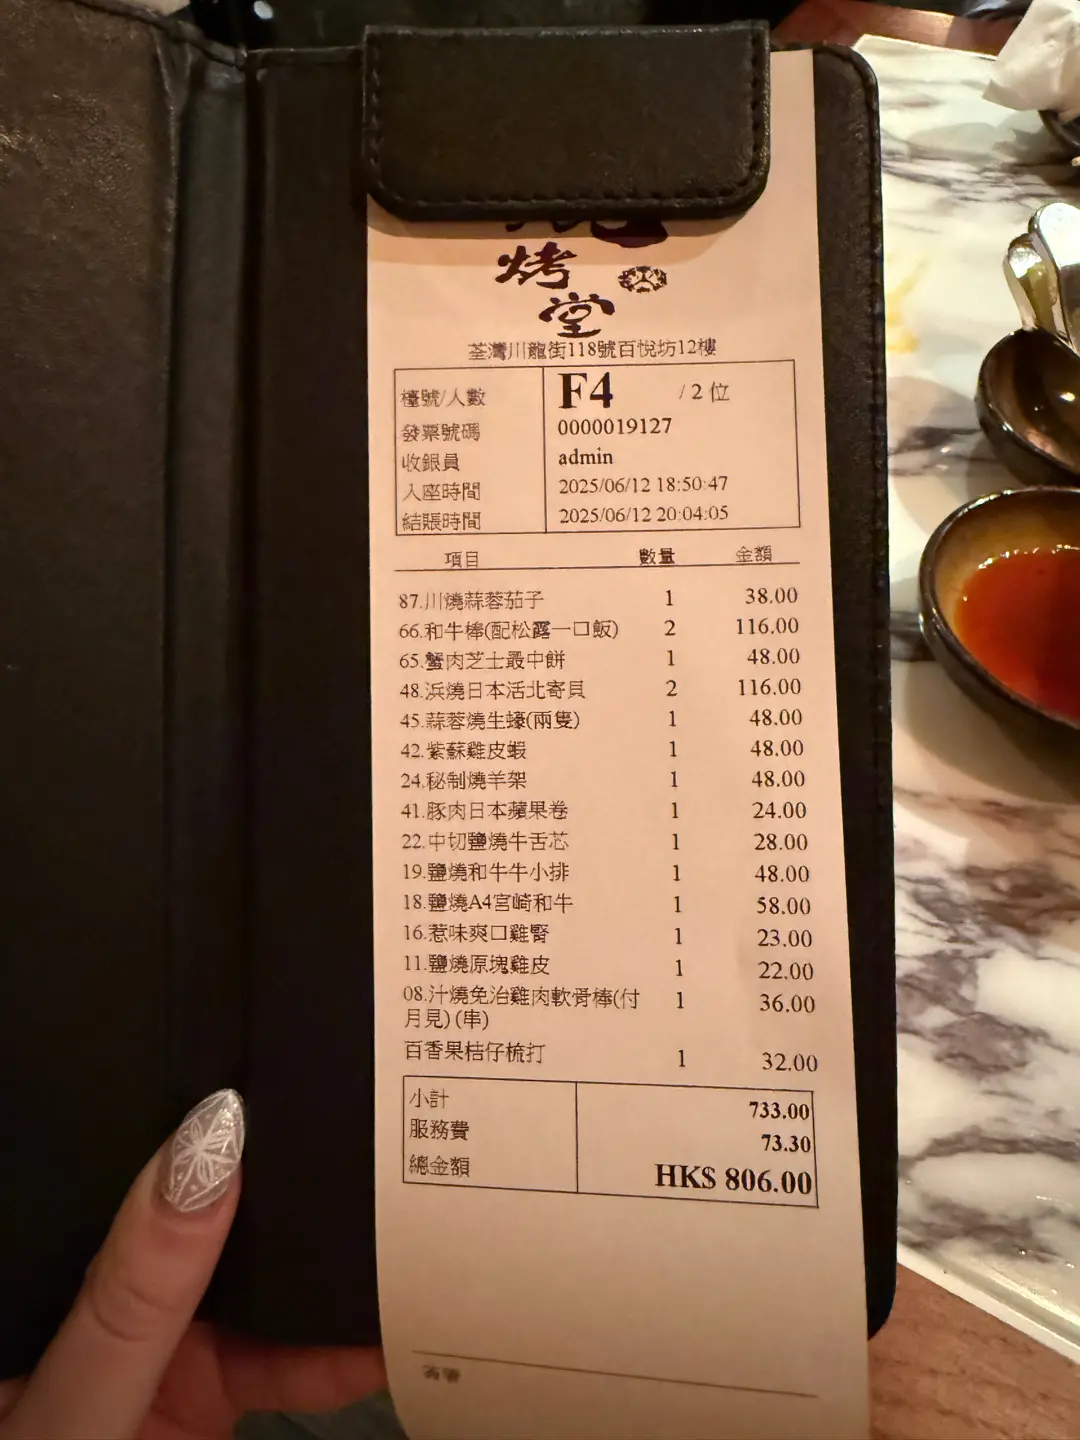 烤
堂
荃灣川龍街118號百悅坊12樓
檯號/人數 F4 / 2 位
發票號碼 0000019127
收銀員 admin
入座時間 2025/06/12 18:50:47
結賬時間 2025/06/12 20:04:05
項目 數量 金額
87.川燒蒜蓉茄子 1 38.00
66.和牛棒(配松露一口飯) 2 116.00
65.蟹肉芝士最中餅 1 48.00
48.浜燒日本活北寄貝 2 116.00
45.蒜蓉燒生蠔(兩隻) 1 48.00
42.紫蘇雞皮蝦 1 48.00
24.秘制燒羊架 1 48.00
41.豚肉日本蘋果卷 1 24.00
22.中切鹽燒牛舌芯 1 28.00
19.鹽燒和牛牛小排 1 48.00
18.鹽燒A4宮崎和牛 1 58.00
16.惹味爽口雞腎 1 23.00
11.鹽燒原塊雞皮 1 22.00
08.汁燒免治雞肉軟骨棒(付 1 36.00
月見) (串)
百香果桔仔梳打 1 32.00
小計 733.00
服務費 73.30
總金額 HK$ 806.00